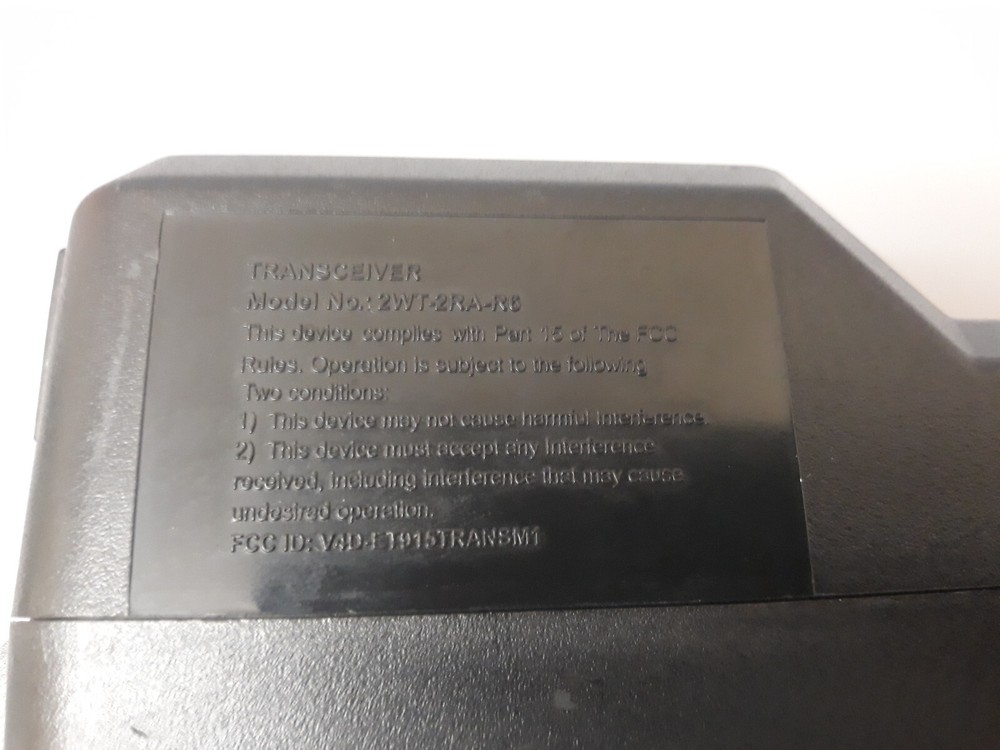 TRANSCEIVER
Model No.: 2WT-2RA-R5
This device complies with Part 15 of The FCC
Rules. Operation is subject to the following
Two conditions:
1) This device may not cause harmful Interference.
2) This device must accept any Interference
received, including interference that may cause
undesired operation.
FCC ID: V4D-ET915TRANSM1